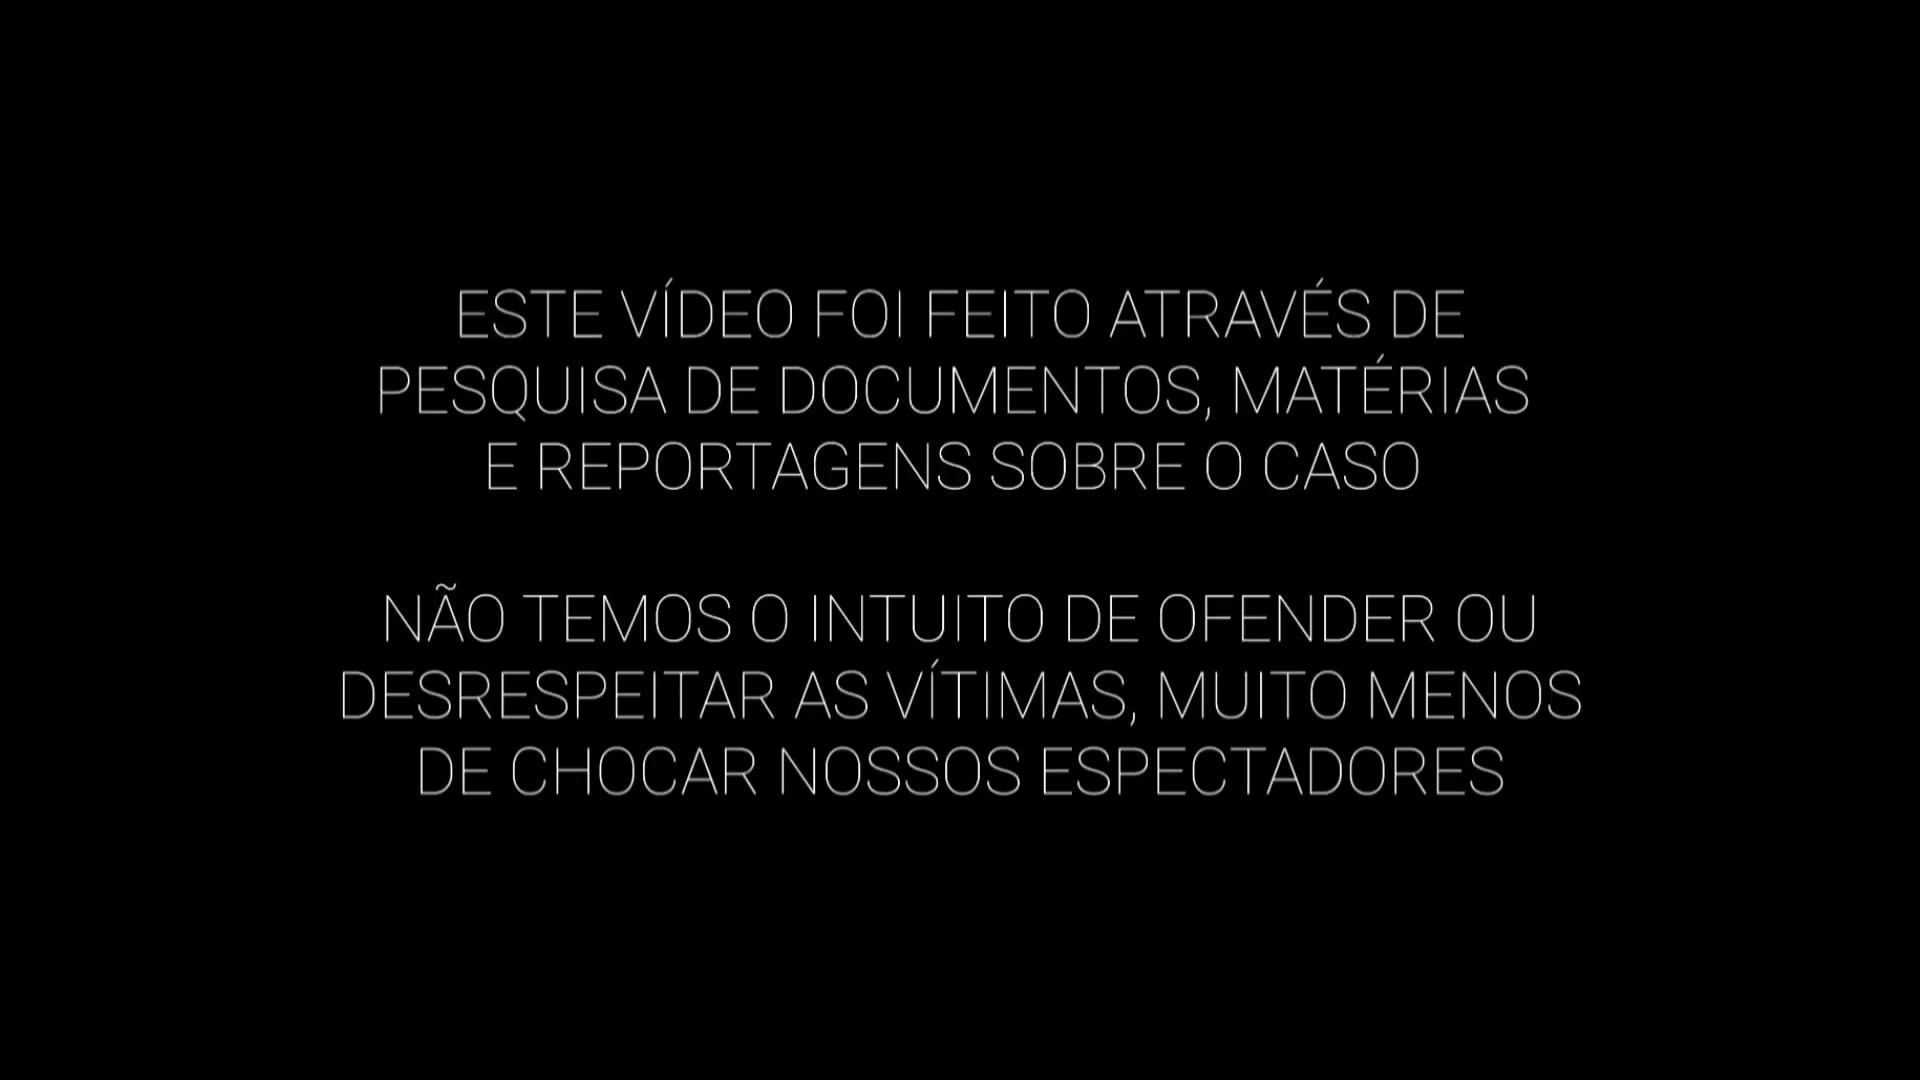 ESTE VÍDEO FOI FEITO ATRAVÉS DE
PESQUISA DE DOCUMENTOS, MATÉRIAS
E REPORTAGENS SOBRE O CASO
NÃO TEMOS O INTUITO DE OFENDER OU
DESRESPEITAR AS VÍTIMAS, MUITO MENOS
DE CHOCAR NOSSOS ESPECTADORES